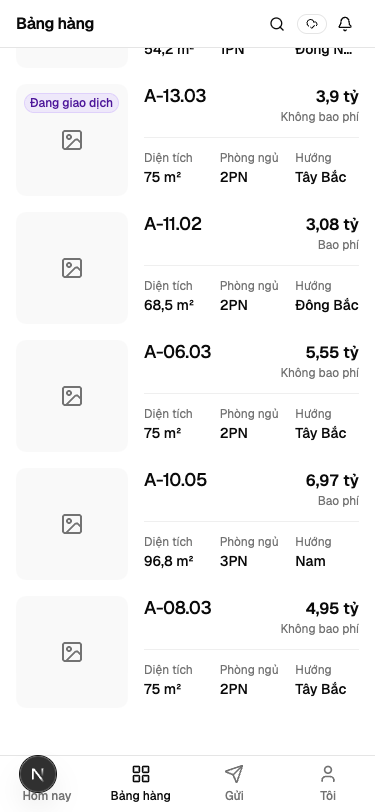 Bảng hàng
54,2 m² 1PN Đông N...
Đang giao dịch
A-13.03 3,9 tỷ
Không bao phí
Diện tích Phòng ngủ Hướng
75 m² 2PN Tây Bắc
A-11.02 3,08 tỷ
Bao phí
Diện tích Phòng ngủ Hướng
68,5 m² 2PN Đông Bắc
A-06.03 5,55 tỷ
Không bao phí
Diện tích Phòng ngủ Hướng
75 m² 2PN Tây Bắc
A-10.05 6,97 tỷ
Bao phí
Diện tích Phòng ngủ Hướng
96,8 m² 3PN Nam
A-08.03 4,95 tỷ
Không bao phí
Diện tích Phòng ngủ Hướng
75 m² 2PN Tây Bắc
N
Hôm nay Bảng hàng Gửi Tôi